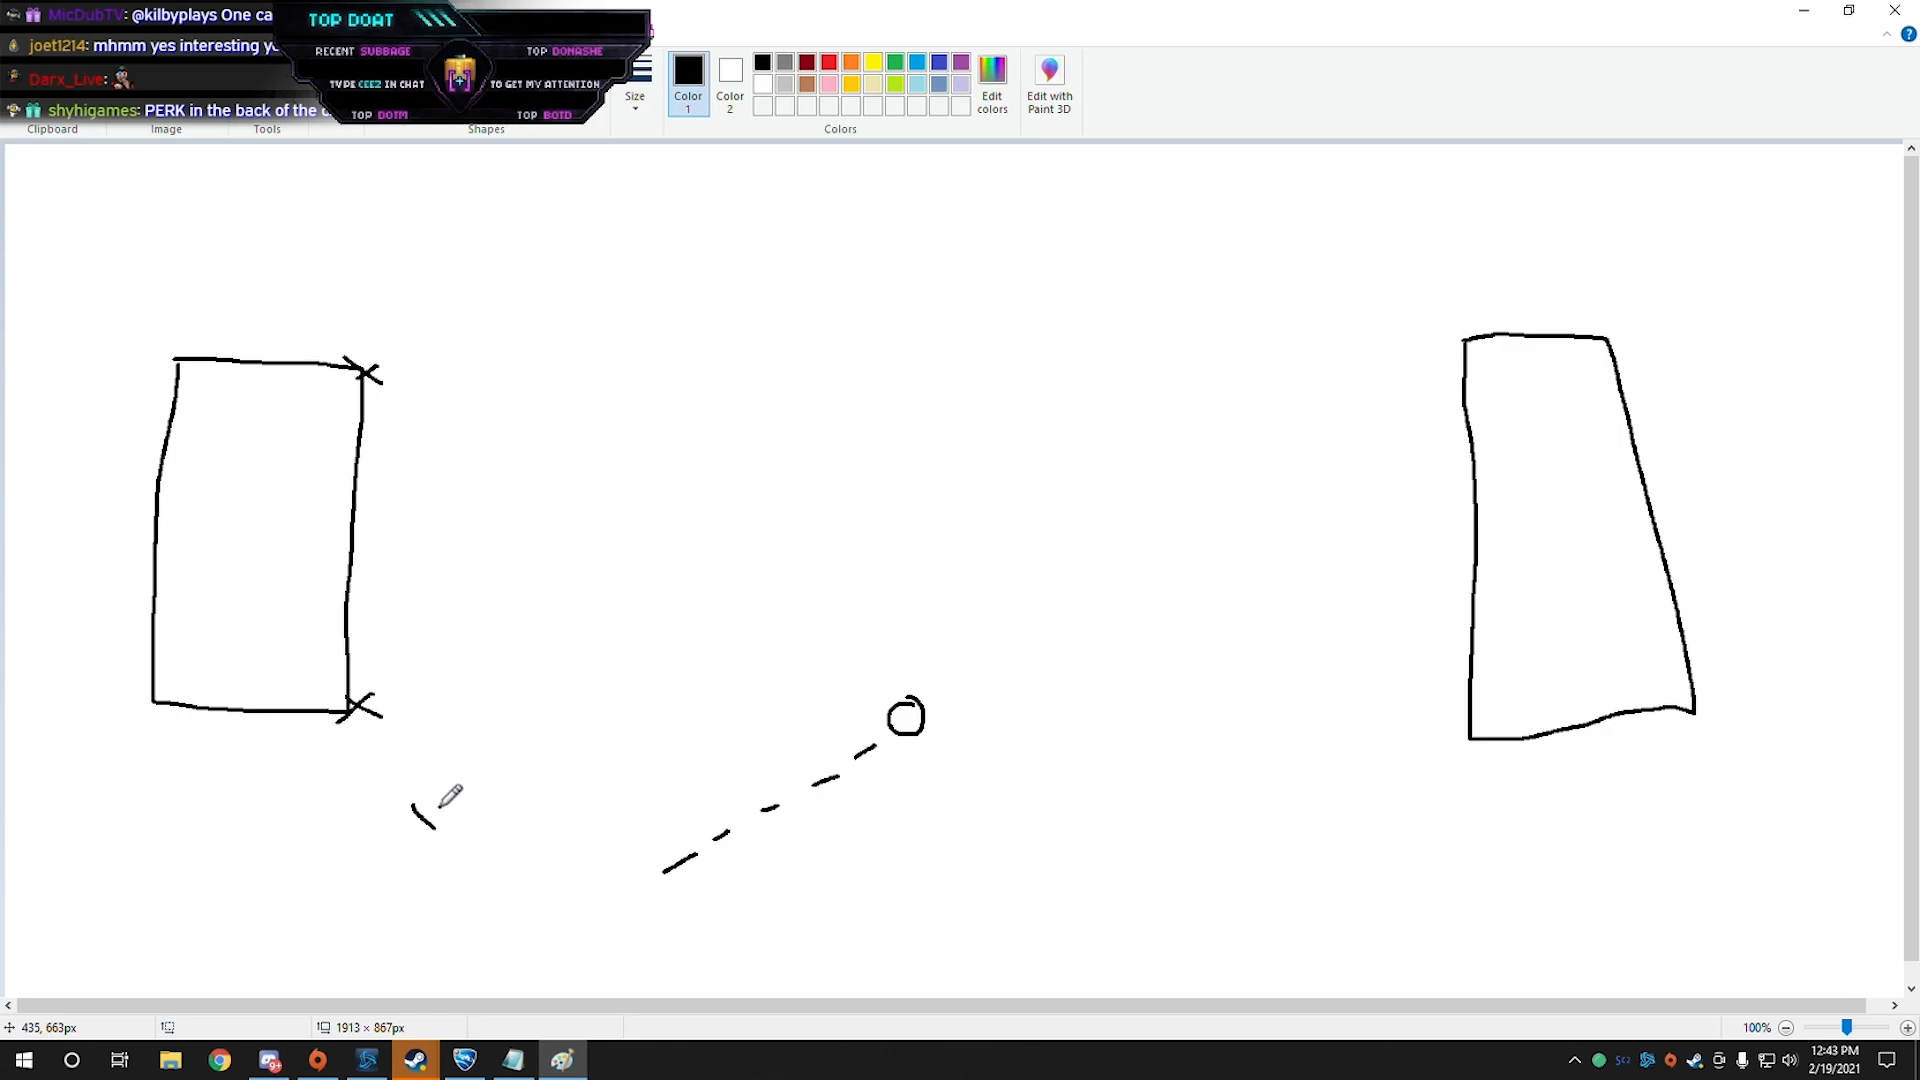 MicDubTV: @kilbyplays One ca
joet1214: mhmm yes interesting
Darx_Live:
shyhigames: PERK in the back of the
TOP DOAT
RECENT SUBBAGE
TOP DONASHE
TYPE CEEZ IN CHAT
TO GET MY ATTENTION
TOP DOTM
TOP BOTD
Size
Color 1
Color 2
Edit colors
Edit with Paint 3D
Clipboard
Image
Tools
Shapes
Colors
435, 663px
1913 × 867px
100%
12:43 PM
2/19/2021